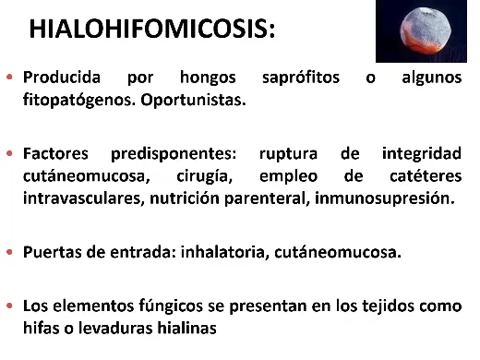 HIALOHIFOMICOSIS:
• Producida por hongos saprófitos o algunos
fitopatógenos. Oportunistas.
• Factores predisponentes: ruptura de integridad
cutáneomucosa, cirugía, empleo de catéteres
intravasculares, nutrición parenteral, inmunosupresión.
• Puertas de entrada: inhalatoria, cutáneomucosa.
• Los elementos fúngicos se presentan en los tejidos como
hifas o levaduras hialinas